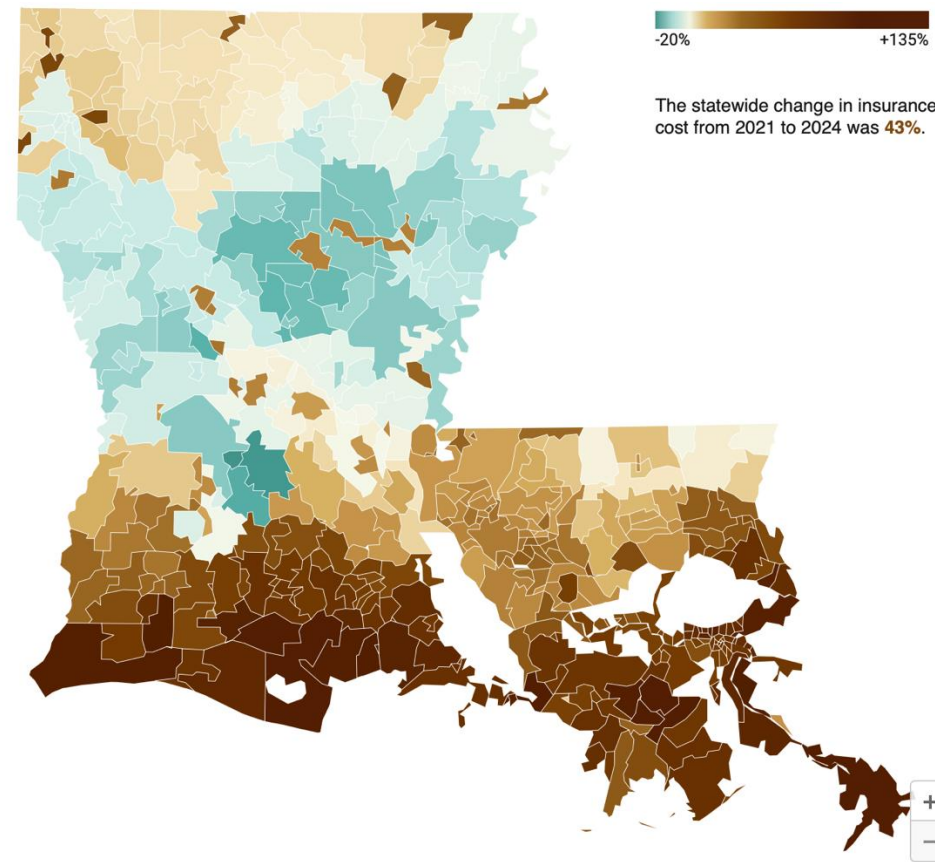 -20% +135%
The statewide change in insurance
cost from 2021 to 2024 was 43%.
+
−